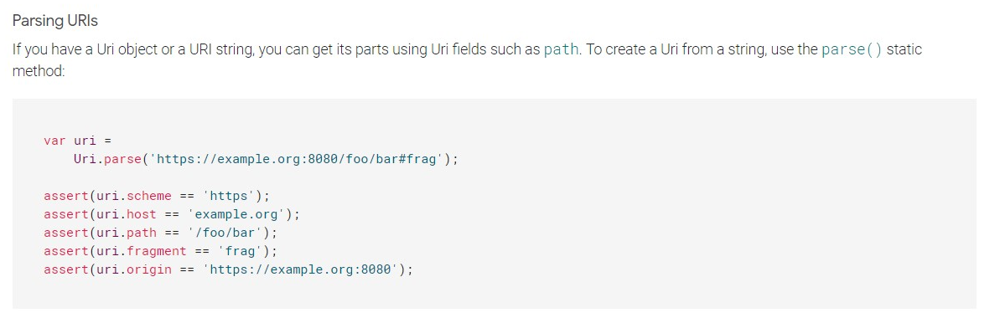 Parsing URIs
If you have a Uri object or a URI string, you can get its parts using Uri fields such as path. To create a Uri from a string, use the parse() static
method:
var uri =
    Uri.parse('https://example.org:8080/foo/bar#frag');
assert(uri.scheme == 'https');
assert(uri.host == 'example.org');
assert(uri.path == '/foo/bar');
assert(uri.fragment == 'frag');
assert(uri.origin == 'https://example.org:8080');